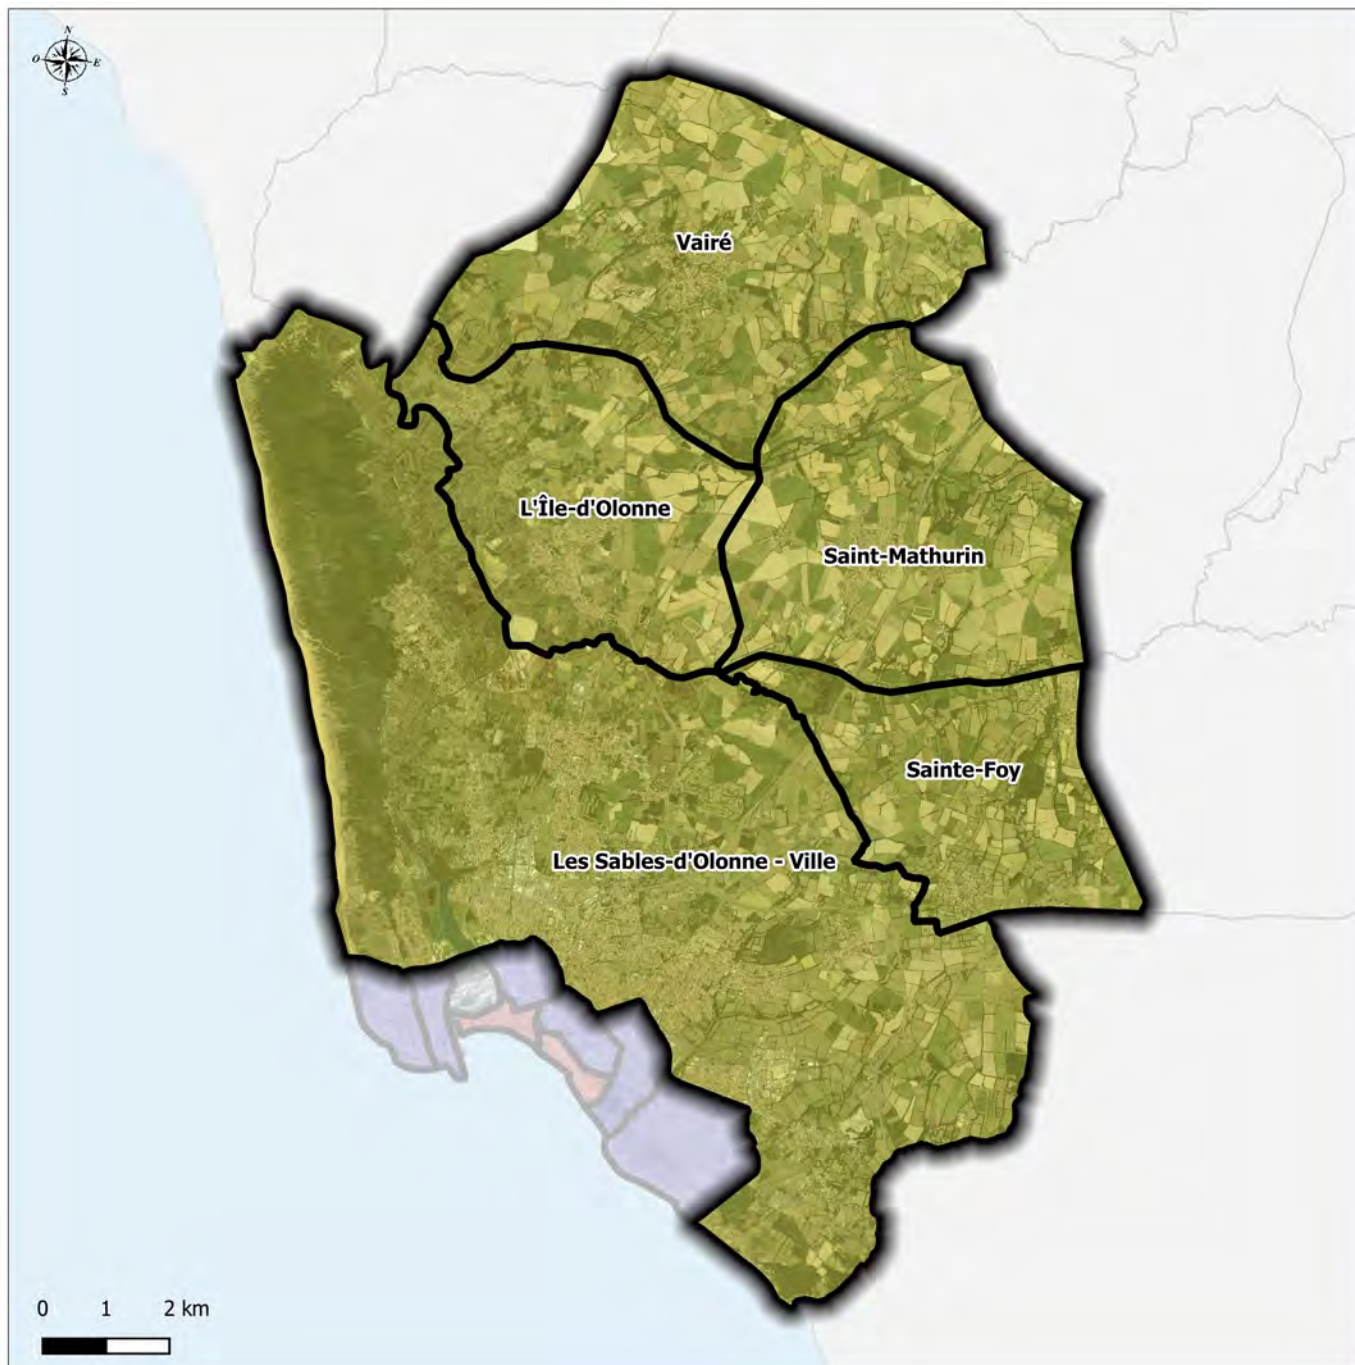 N
O
E
S
Vairé
L'Île-d'Olonne
Saint-Mathurin
Sainte-Foy
Les Sables-d'Olonne - Ville
0 1 2 km